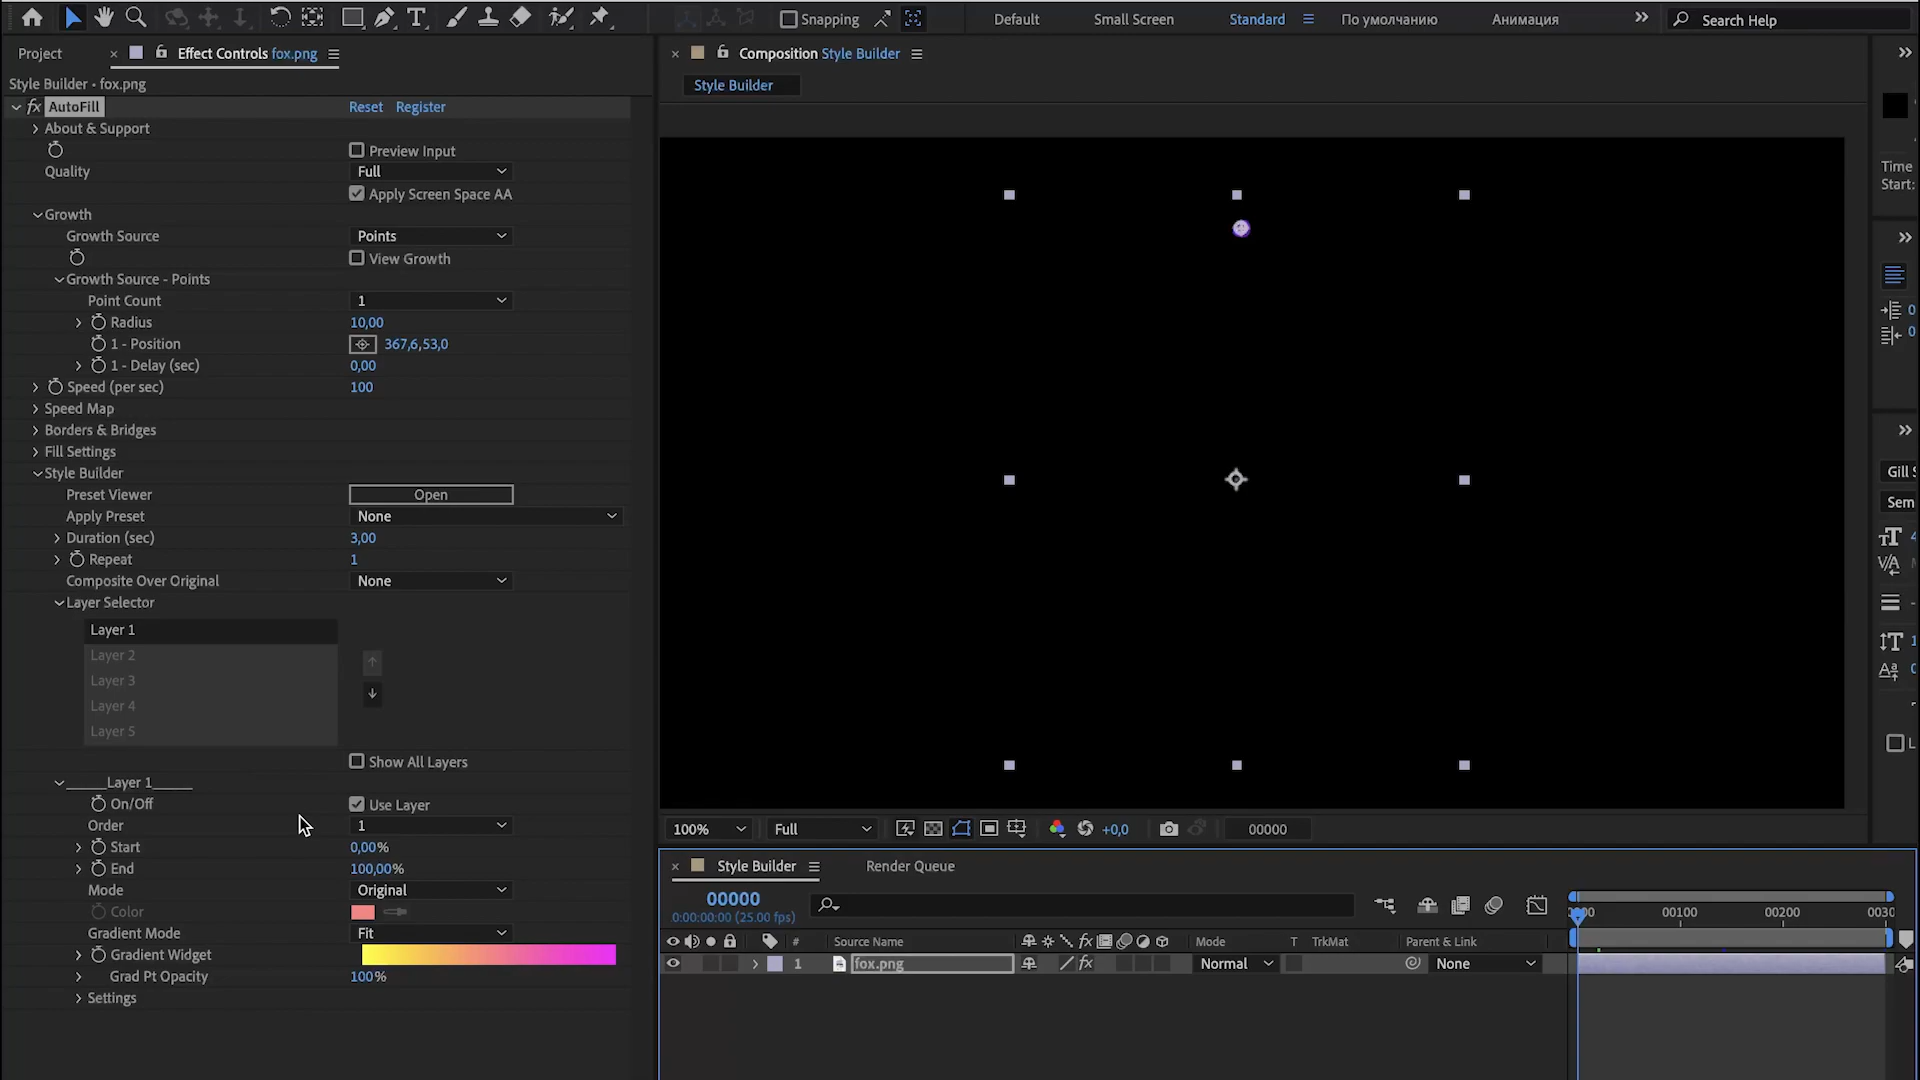 Snapping
Default
Small Screen
Standard
По умолчанию
Анимация
Search Help
Project
Effect Controls fox.png
Composition Style Builder
Style Builder • fox.png
Style Builder
fx AutoFill
Reset
Register
About & Support
Preview Input
Quality
Full
Apply Screen Space AA
Growth
Growth Source
Points
View Growth
Growth Source - Points
Point Count
1
Radius
10,00
1 - Position
367,6,53,0
1 - Delay (sec)
0,00
Speed (per sec)
100
Speed Map
Borders & Bridges
Fill Settings
Style Builder
Preset Viewer
Open
Apply Preset
None
Duration (sec)
3,00
Repeat
1
Composite Over Original
None
Layer Selector
Layer 1
Layer 2
Layer 3
Layer 4
Layer 5
Show All Layers
______Layer 1______
On/Off
Use Layer
Order
1
Start
0,00%
End
100,00%
Mode
Original
Color
Gradient Mode
Fit
Gradient Widget
Grad Pt Opacity
100%
Settings
Time
Start:
Gill S
Sem
100%
Full
+0,0
00000
Style Builder
Render Queue
00000
0:00:00:00 (25.00 fps)
00100
00200
0030
#
Source Name
fx
Mode
T
TrkMat
Parent & Link
1
fox.png
fx
Normal
None